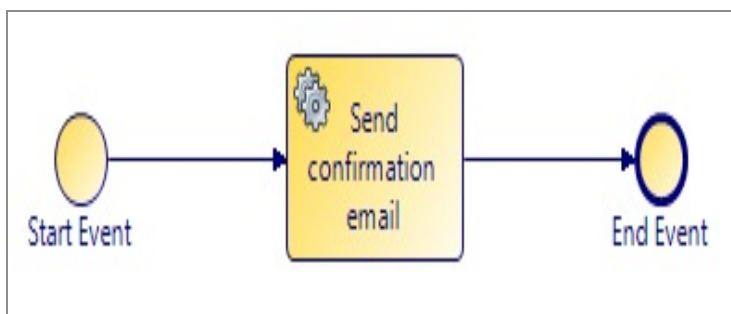 Send
confirmation
email
Start Event
End Event